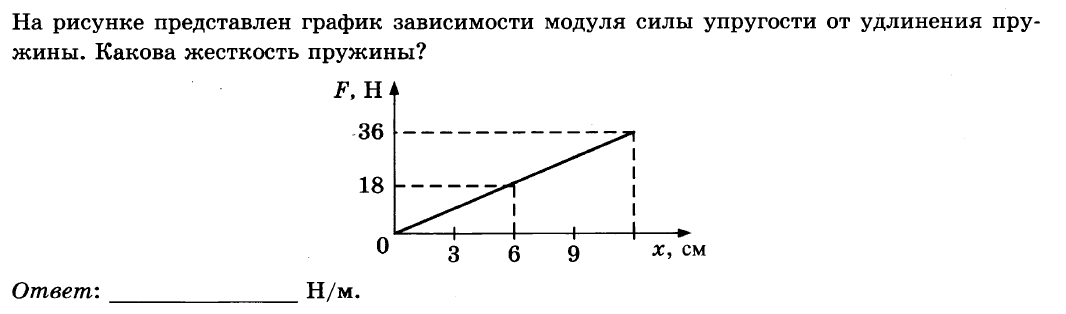 На рисунке представлен график зависимости модуля силы упругости от удлинения пру-
жины. Какова жесткость пружины?
F, Н
36
18
0
3 6 9 x, см
Ответ: ____________ Н/м.